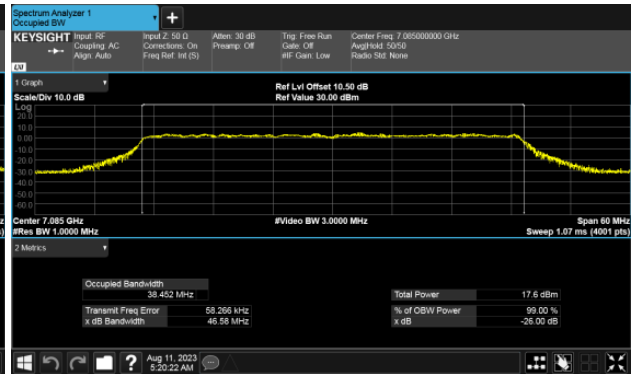 Spectrum Analyzer 1
Occupied BW
+
KEYSIGHT Input: RF Input Z: 50 Ω Atten: 30 dB Trig: Free Run Center Freq: 7.085000000 GHz
Coupling: AC Corrections: On Preamp: Off Gate: Off Avg|Hold: 50/50
Align: Auto Freq Ref: Int (S) #IF Gain: Low Radio Std: None
LXI
1 Graph
Ref Lvl Offset 10.50 dB
Scale/Div 10.0 dB Ref Value 30.00 dBm
Log
20.0
10.0
0.00
-10.0
-20.0
-30.0
-40.0
-50.0
-60.0
Center 7.085 GHz #Video BW 3.0000 MHz Span 60 MHz
#Res BW 1.0000 MHz Sweep 1.07 ms (4001 pts)
2 Metrics
Occupied Bandwidth
38.452 MHz Total Power 17.6 dBm
Transmit Freq Error 58.266 kHz % of OBW Power 99.00 %
x dB Bandwidth 46.58 MHz x dB -26.00 dB
? Aug 11, 2023
5:20:22 AM